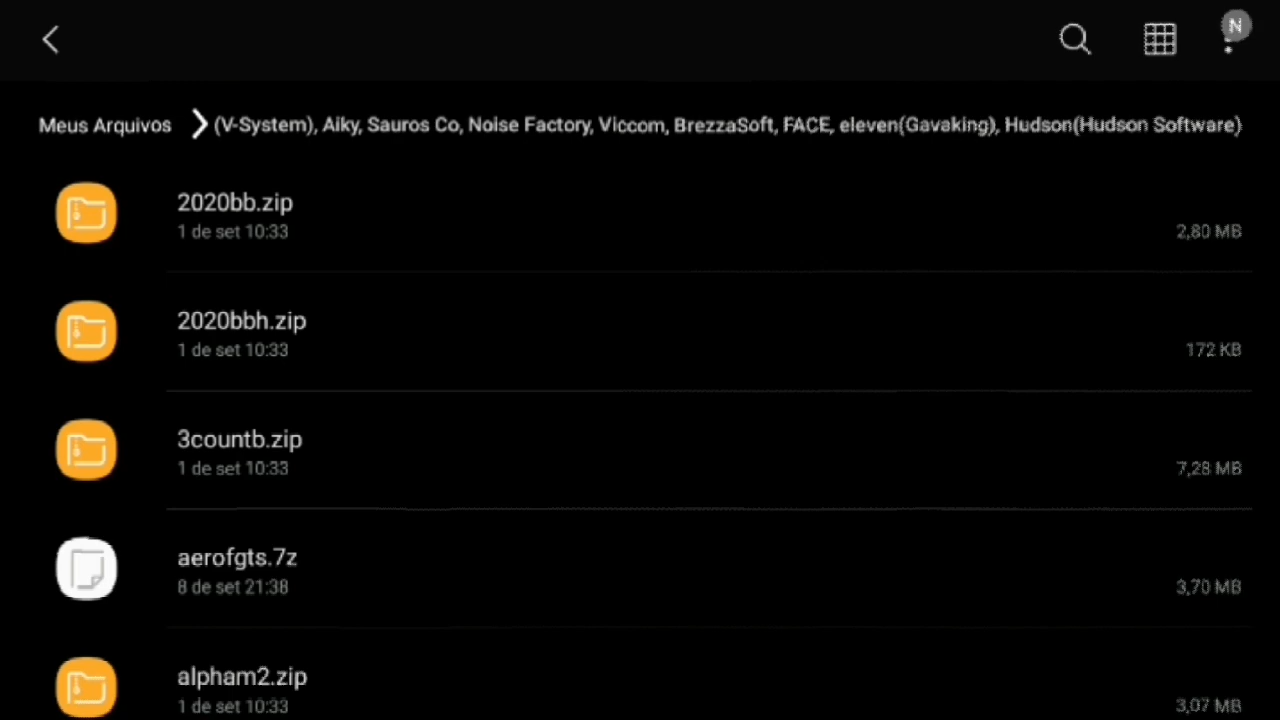 N
Meus Arquivos > (V-System), Aiky, Sauros Co, Noise Factory, Viccom, BrezzaSoft, FACE, eleven(Gavaking), Hudson(Hudson Software)
2020bb.zip
1 de set 10:33 2,80 MB
2020bbh.zip
1 de set 10:33 172 KB
3countb.zip
1 de set 10:33 7,28 MB
aerofgts.7z
8 de set 21:38 3,70 MB
alpham2.zip
1 de set 10:33 3,07 MB